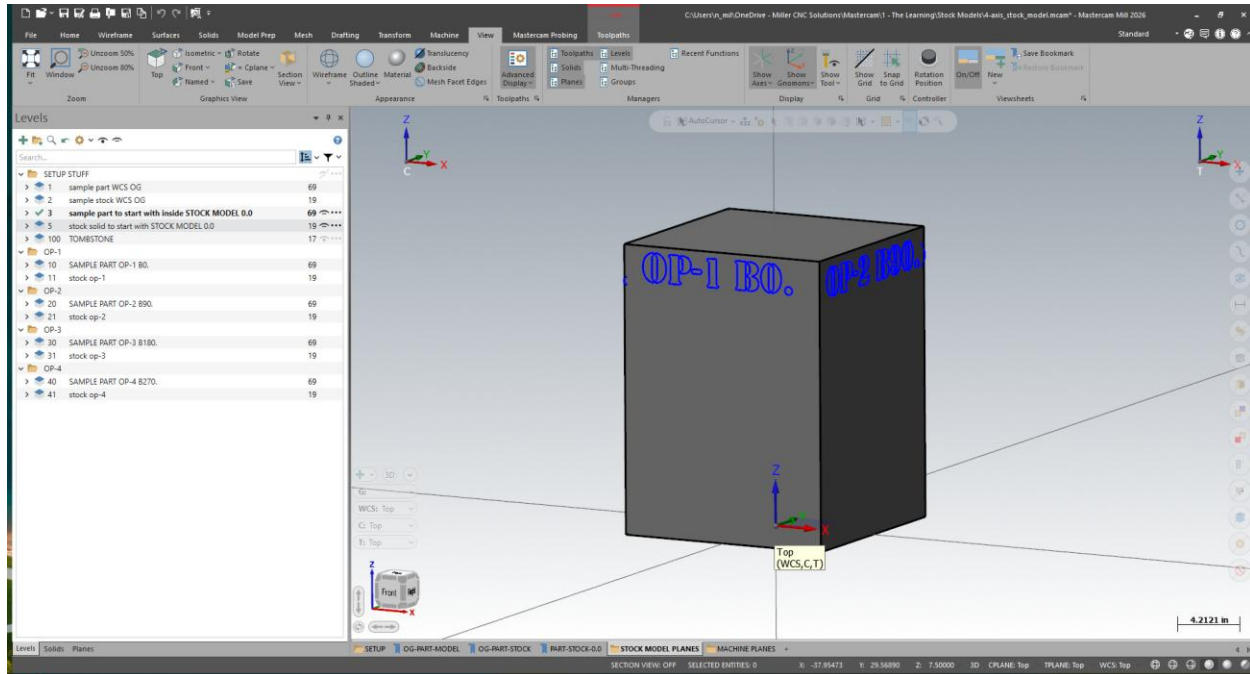 C:\Users\n_mil\OneDrive - Miller CNC Solutions\Mastercam\1 - The Learning\Stock Models\4-axis_stock_model.mcam* - Mastercam Mill 2026
File Home Wireframe Surfaces Solids Model Prep Mesh Drafting Transform Machine View Mastercam Probing Toolpaths
Standard
Fit
Window
Unzoom 50%
Unzoom 80%
Zoom
Top
Isometric
Front
Named
Rotate
= Cplane
Save
Section View
Graphics View
Wireframe
Outline Shaded
Material
Translucency
Backside
Mesh Facet Edges
Appearance
Advanced Display
Toolpaths
Toolpaths
Solids
Planes
Levels
Multi-Threading
Groups
Recent Functions
Managers
Show Axes
Show Gnomons
Show Tool
Display
Show Grid
Snap to Grid
Grid
Rotation Position
Controller
On/Off
New
Save Bookmark
Restore Bookmark
Viewsheets
Levels
Search...
SETUP STUFF
1 sample part WCS OG 69
2 sample stock WCS OG 19
3 sample part to start with inside STOCK MODEL 0.0 69
5 stock solid to start with STOCK MODEL 0.0 19
100 TOMBSTONE 17
OP-1
10 SAMPLE PART OP-1 B0. 69
11 stock op-1 19
OP-2
20 SAMPLE PART OP-2 B90. 69
21 stock op-2 19
OP-3
30 SAMPLE PART OP-3 B180. 69
31 stock op-3 19
OP-4
40 SAMPLE PART OP-4 B270. 69
41 stock op-4 19
AutoCursor
Z
Y
X
C
Z
Y
X
T
OP-1 B0.
OP-2 B90.
Z
X
Top
(WCS,C,T)
3D
G:
WCS: Top
C: Top
T: Top
Z
Front
X
4.2121 in
Levels Solids Planes
SETUP OG-PART-MODEL OG-PART-STOCK PART-STOCK-0.0 STOCK MODEL PLANES MACHINE PLANES +
SECTION VIEW: OFF SELECTED ENTITIES: 0 X: -37.95473 Y: 29.56890 Z: 7.50000 3D CPLANE: Top TPLANE: Top WCS: Top